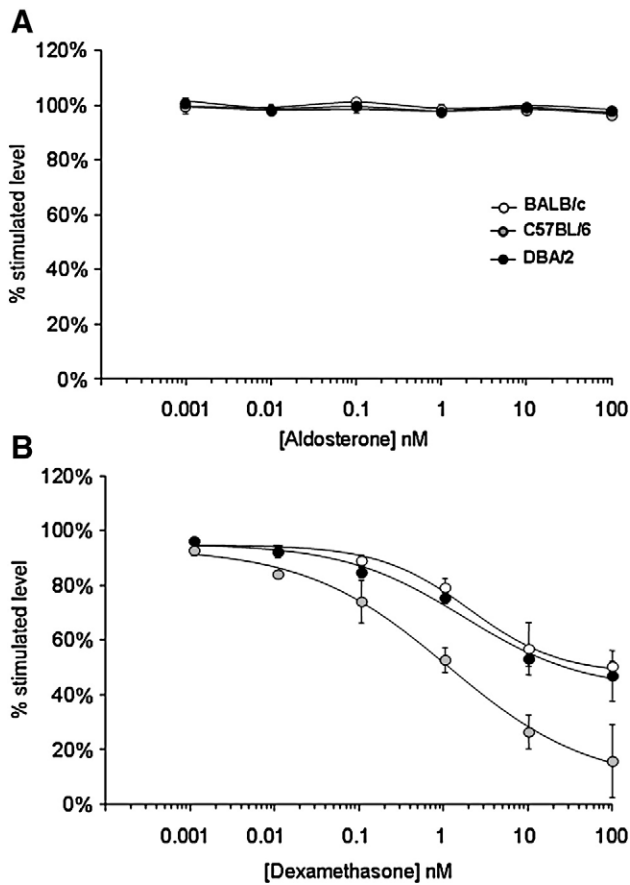 A
120%
100%
80%
60%
40%
20%
0%
% stimulated level
BALB/c
C57BL/6
DBA/2
0.001 0.01 0.1 1 10 100
[Aldosterone] nM
B
120%
100%
80%
60%
40%
20%
0%
% stimulated level
0.001 0.01 0.1 1 10 100
[Dexamethasone] nM